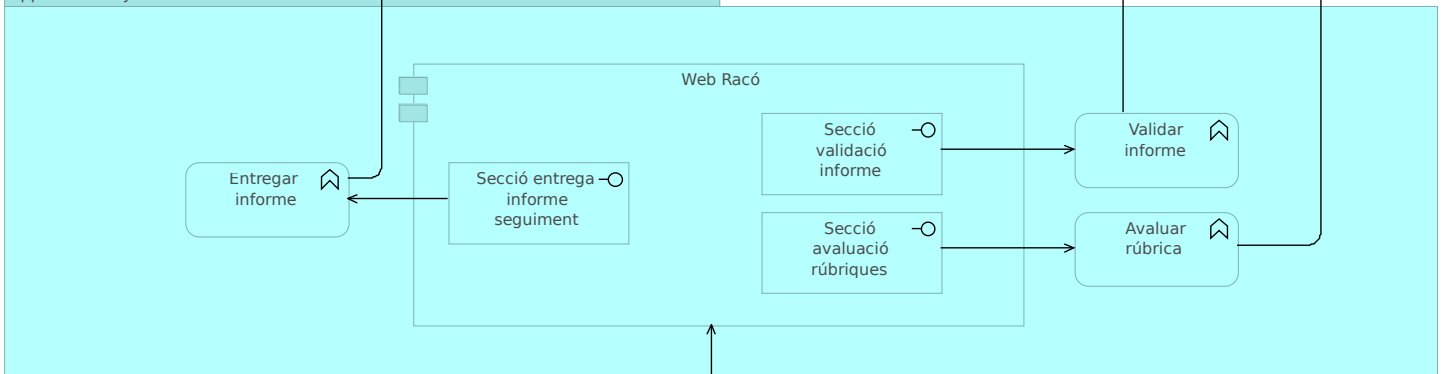 Web Racó
Secció
validació
informe
Validar
informe
Entregar
informe
Secció entrega
informe
seguiment
Secció
avaluació
rúbriques
Avaluar
rúbrica